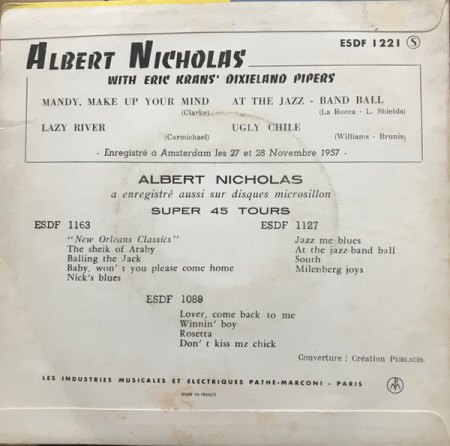 ESDF 1221 S
ALBERT NICHOLAS
WITH ERIC KRANS' DIXIELAND PIPERS
MANDY, MAKE UP YOUR MIND
(Clarke)
AT THE JAZZ - BAND BALL
(La Rocca - L. Shields)
LAZY RIVER
(Carmichael)
UGLY CHILE
(Williams - Brunis)
- Enregistré à Amsterdam les 27 et 28 Novembre 1957 -
ALBERT NICHOLAS
a enregistré aussi sur disques microsillon
SUPER 45 TOURS
ESDF 1163
"New Orleans Classics"
The sheik of Araby
Balling the Jack
Baby, won' t you please come home
Nick's blues
ESDF 1127
Jazz me blues
At the jazz-band ball
South
Milenberg joys
ESDF 1089
Lover, come back to me
Winnin' boy
Rosetta
Don' t kiss mz chick
Couverture : Création PUBLICIS.
LES INDUSTRIES MUSICALES ET ELECTRIQUES PATHE-MARCONI - PARIS
MADE IN FRANCE